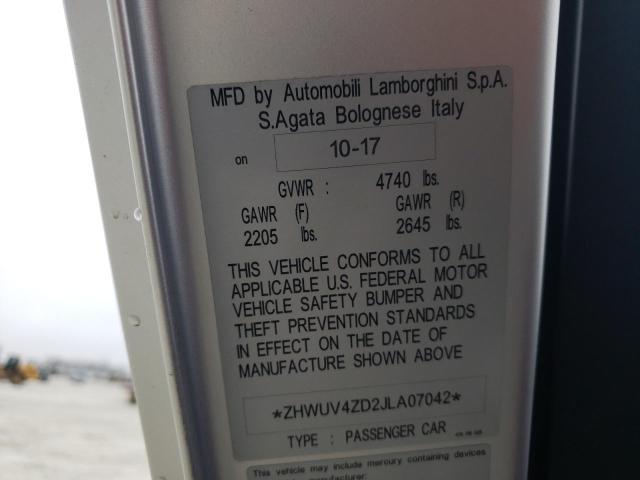 MFD by Automobili Lamborghini S.p.A.
S.Agata Bolognese Italy
on 10-17
GVWR : 4740 lbs.
GAWR (F) GAWR (R)
2205 lbs. 2645 lbs.
THIS VEHICLE CONFORMS TO ALL
APPLICABLE U.S. FEDERAL MOTOR
VEHICLE SAFETY BUMPER AND
THEFT PREVENTION STANDARDS
IN EFFECT ON THE DATE OF
MANUFACTURE SHOWN ABOVE
*ZHWUV4ZD2JLA07042*
TYPE : PASSENGER CAR
This vehicle may include mercury containing devices
manufacturer: